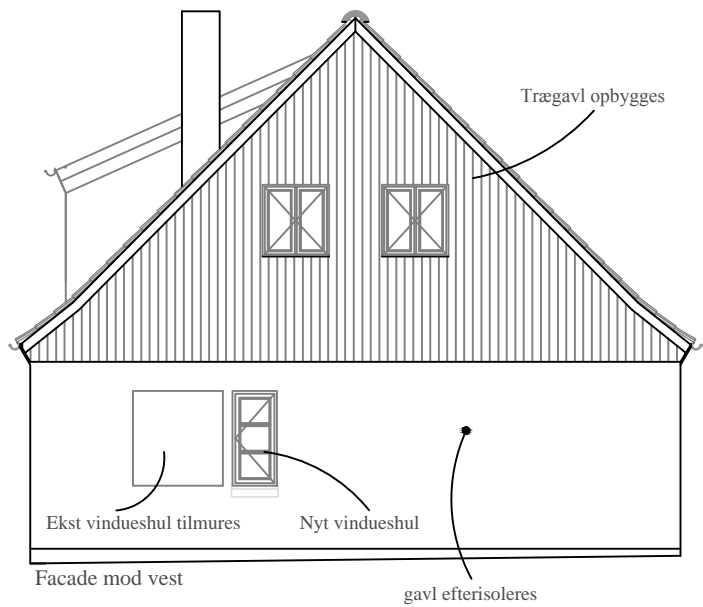 Trægavl opbygges
Ekst vindueshul tilmures
Nyt vindueshul
Facade mod vest
gavl efterisoleres